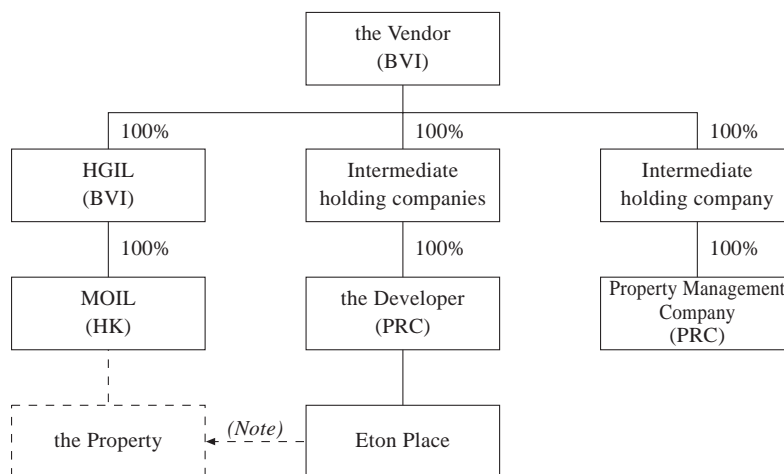 the Vendor
(BVI)
100%
100%
100%
HGIL
(BVI)
Intermediate
holding companies
Intermediate
holding company
100%
100%
100%
MOIL
(HK)
the Developer
(PRC)
Property Management
Company
(PRC)
the Property
(Note)
Eton Place